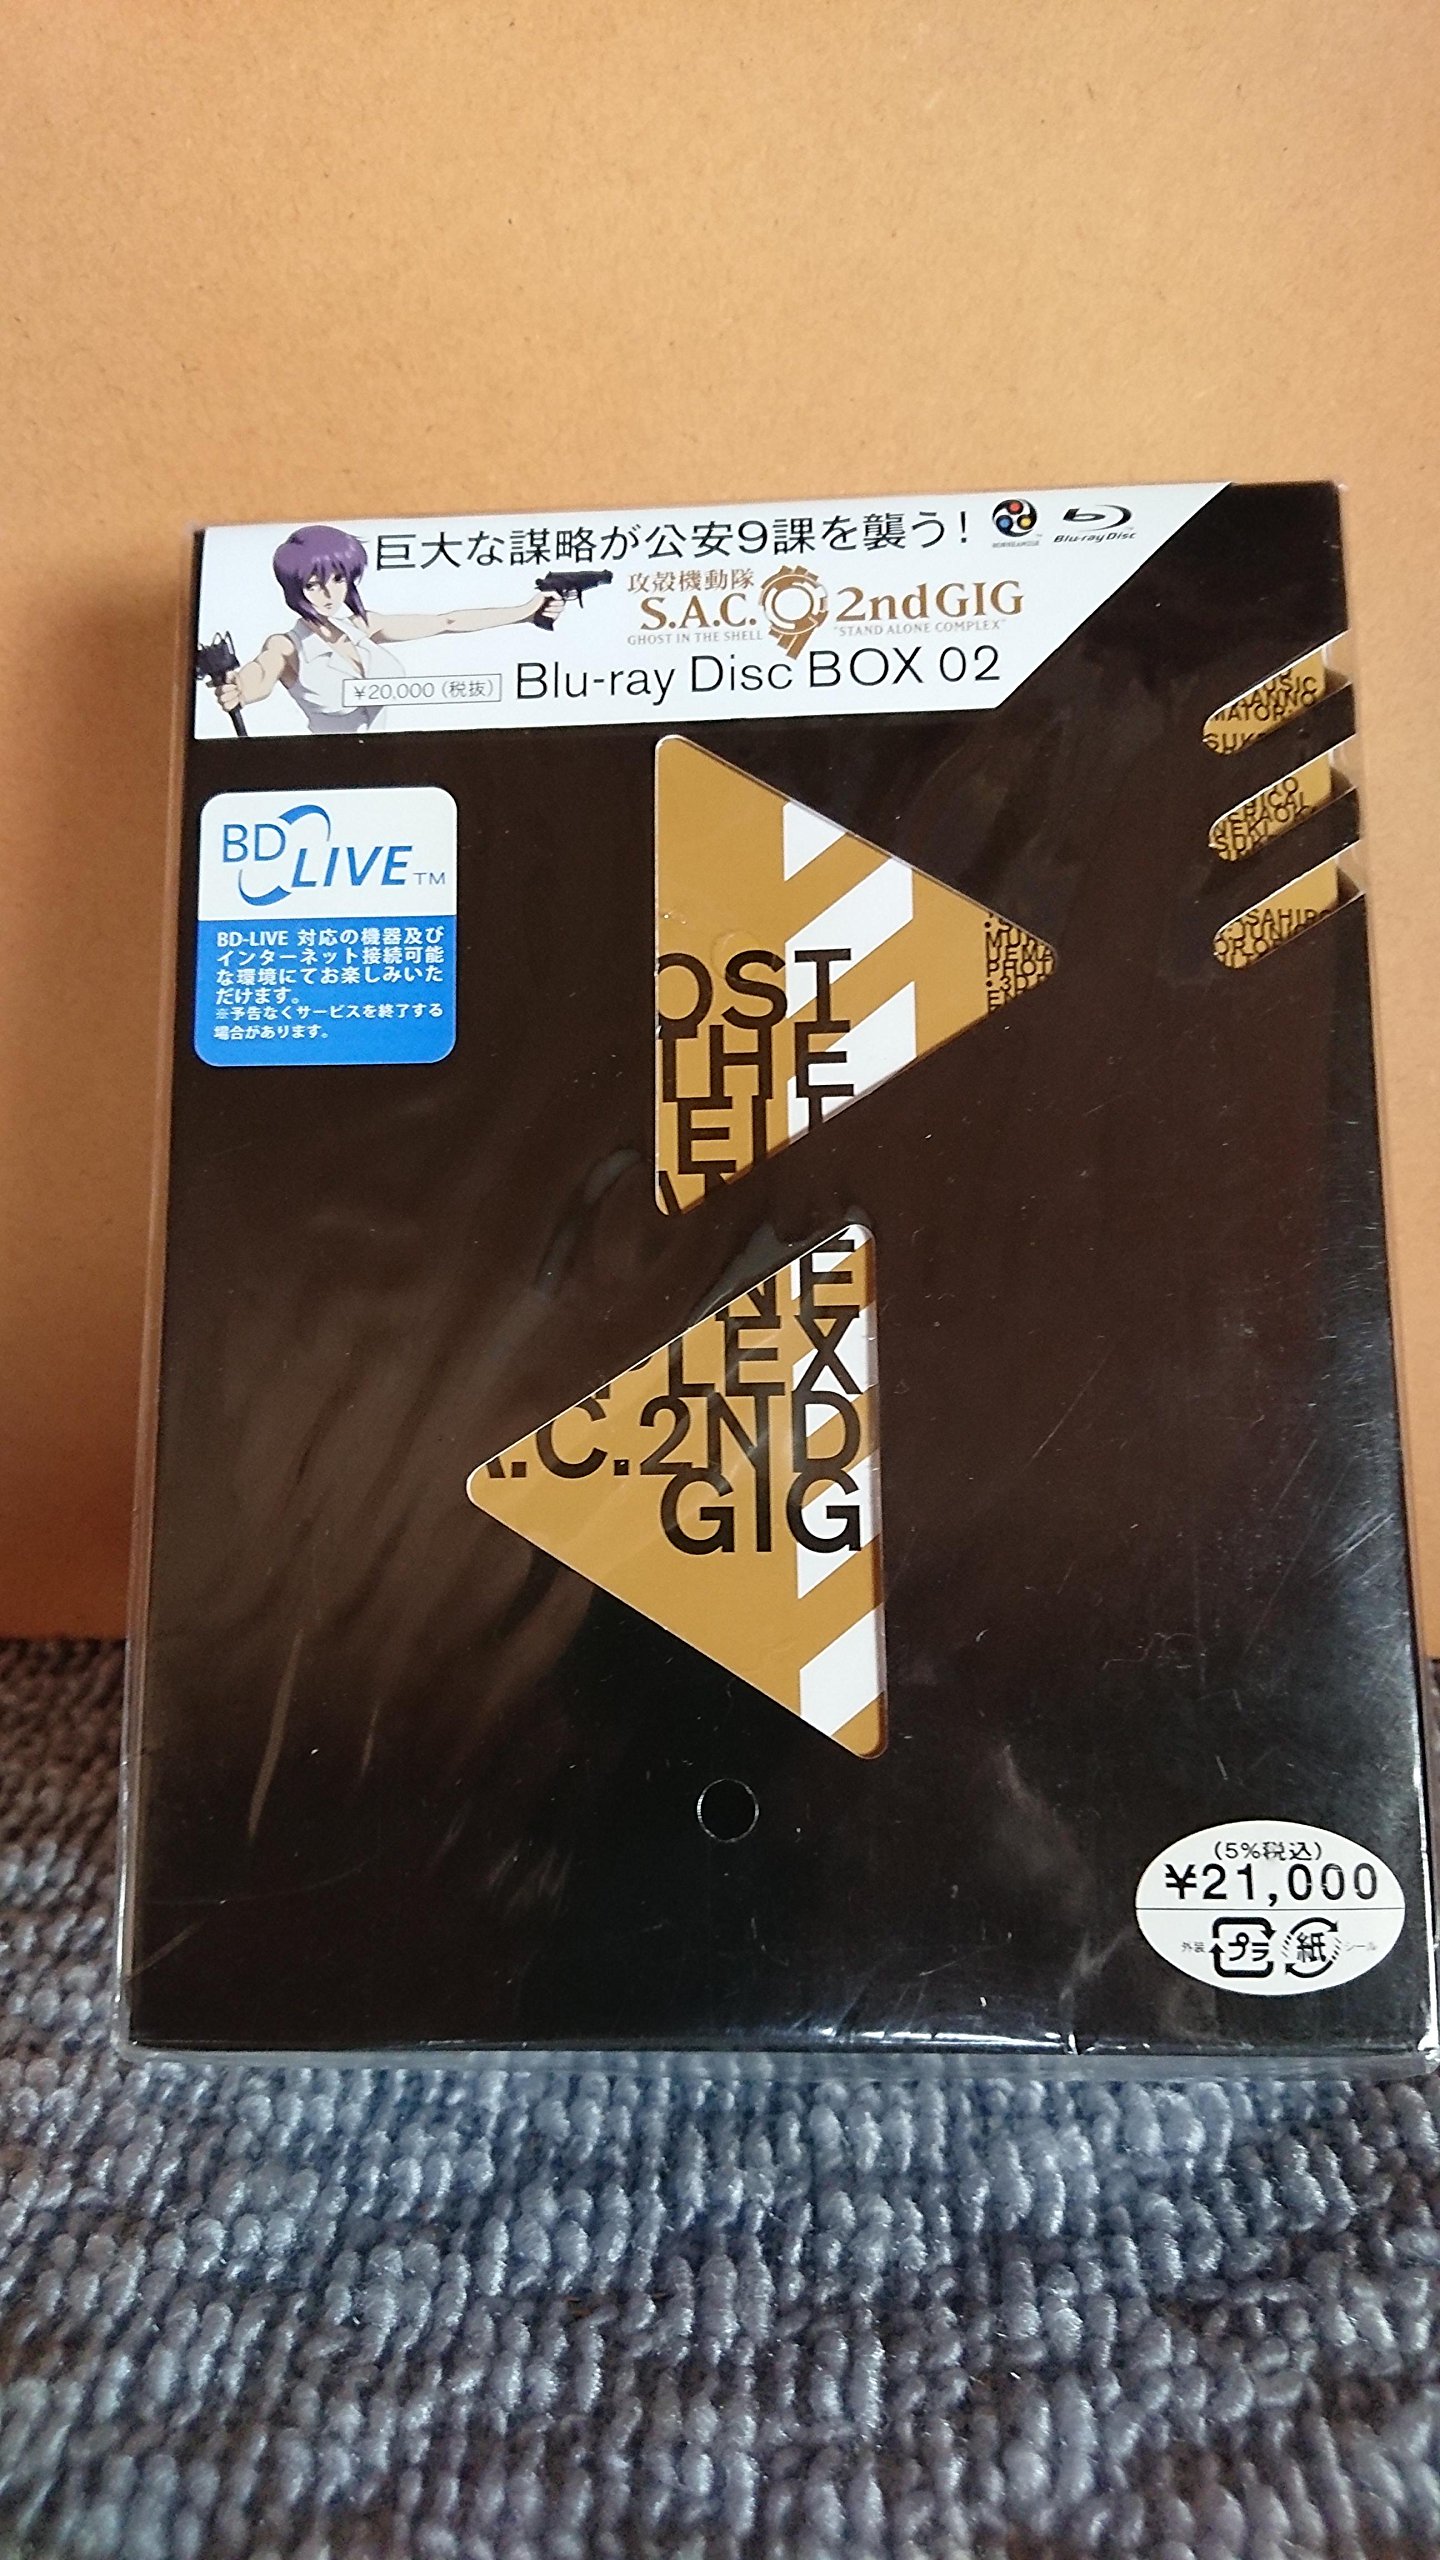 巨大な謀略が公安9課を襲う!
Blu-ray Disc
攻殻機動隊
S.A.C. 2nd GIG
GHOST IN THE SHELL "STAND ALONE COMPLEX"
¥20,000 (税抜)
Blu-ray Disc BOX 02
BD LIVE TM
BD-LIVE 対応の機器及び
インターネット接続可能
な環境にてお楽しみいた
だけます。
※予告なくサービスを終了する
場合があります。
OST
THE
ELL
NE
PLEX
.C.2ND
GIG
(5%税込)
¥21,000
外装 プラ 紙 シール